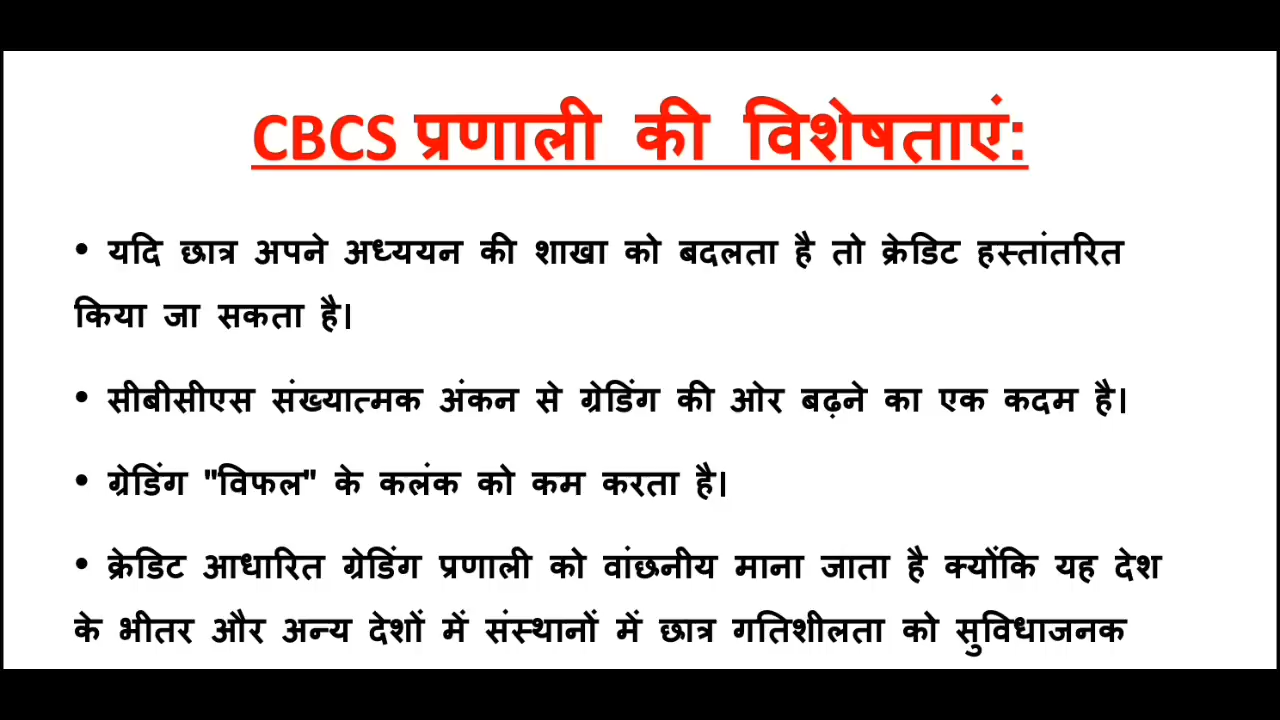 CBCS प्रणाली की विशेषताएं:
• यदि छात्र अपने अध्ययन की शाखा को बदलता है तो क्रेडिट हस्तांतरित
किया जा सकता है।
• सीबीसीएस संख्यात्मक अंकन से ग्रेडिंग की ओर बढ़ने का एक कदम है।
• ग्रेडिंग "विफल" के कलंक को कम करता है।
• क्रेडिट आधारित ग्रेडिंग प्रणाली को वांछनीय माना जाता है क्योंकि यह देश
के भीतर और अन्य देशों में संस्थानों में छात्र गतिशीलता को सुविधाजनक